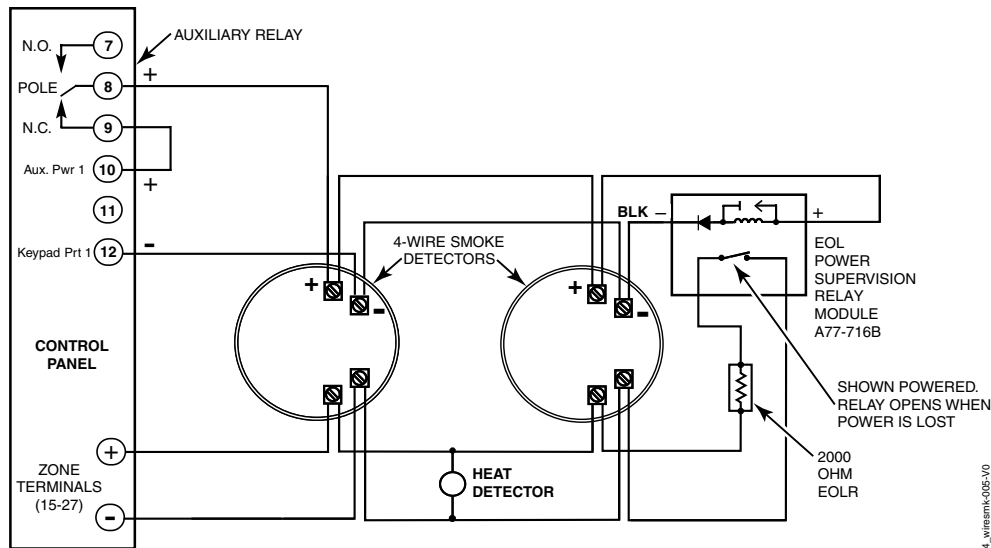 AUXILIARY RELAY
N.O. 7
+
POLE 8
N.C. 9
Aux. Pwr 1 10
+
11
-
Keypad Prt 1 12
4-WIRE SMOKE
DETECTORS
+
-
+
-
BLK –
+
EOL
POWER
SUPERVISION
RELAY
MODULE
A77-716B
CONTROL
PANEL
SHOWN POWERED.
RELAY OPENS WHEN
POWER IS LOST
+
ZONE
TERMINALS
(15-27)
-
HEAT
DETECTOR
2000
OHM
EOLR
4_wiresmk-005-V0